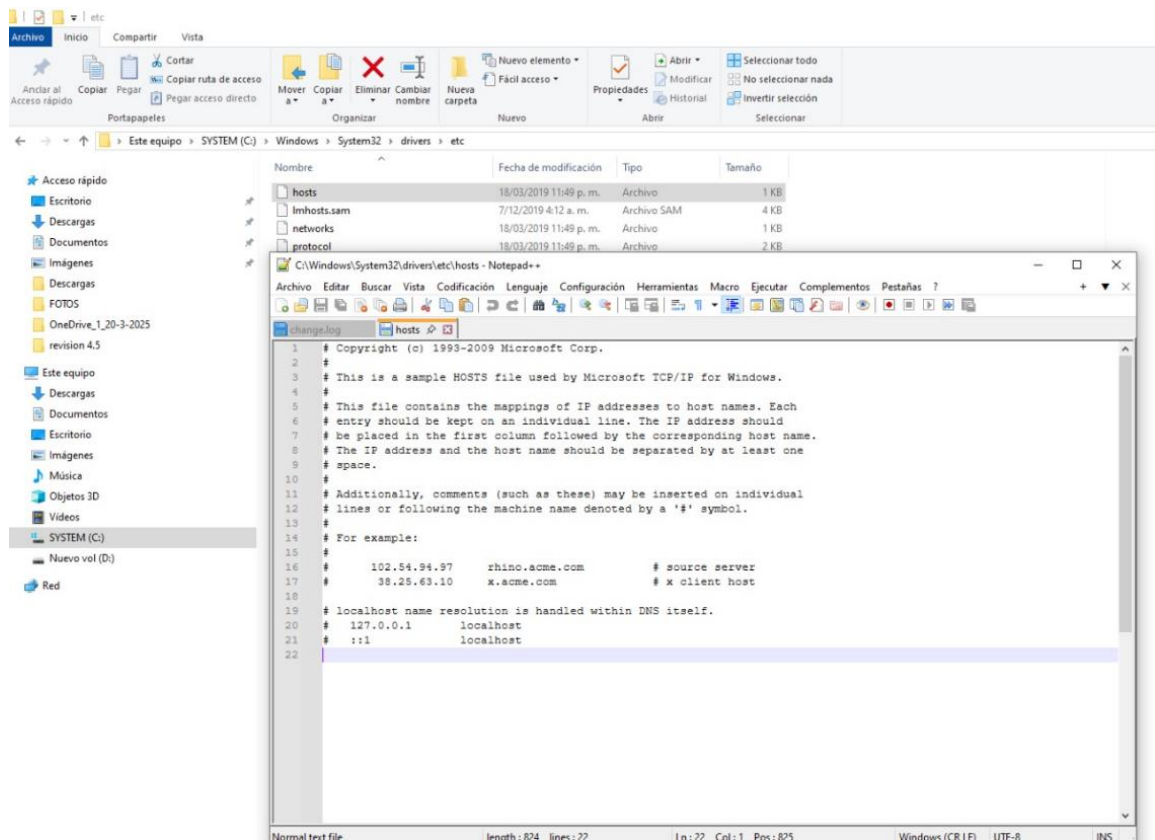 etc
Archivo Inicio Compartir Vista
Anclar al Acceso rápido
Copiar
Pegar
Cortar
Copiar ruta de acceso
Pegar acceso directo
Portapapeles
Mover a
Copiar a
Eliminar
Cambiar nombre
Organizar
Nueva carpeta
Nuevo elemento
Fácil acceso
Nuevo
Propiedades
Abrir
Modificar
Historial
Abrir
Seleccionar todo
No seleccionar nada
Invertir selección
Seleccionar
Este equipo > SYSTEM (C:) > Windows > System32 > drivers > etc
Acceso rápido
Escritorio
Descargas
Documentos
Imágenes
Descargas
FOTOS
OneDrive_1_20-3-2025
revision 4.5
Este equipo
Descargas
Documentos
Escritorio
Imágenes
Música
Objetos 3D
Vídeos
SYSTEM (C:)
Nuevo vol (D:)
Red
Nombre Fecha de modificación Tipo Tamaño
hosts 18/03/2019 11:49 p. m. Archivo 1 KB
lmhosts.sam 7/12/2019 4:12 a. m. Archivo SAM 4 KB
networks 18/03/2019 11:49 p. m. Archivo 1 KB
protocol 18/03/2019 11:49 p. m. Archivo 2 KB
C:\Windows\System32\drivers\etc\hosts - Notepad++
Archivo Editar Buscar Vista Codificación Lenguaje Configuración Herramientas Macro Ejecutar Complementos Pestañas ?
change.log hosts
1 # Copyright (c) 1993-2009 Microsoft Corp.
2 #
3 # This is a sample HOSTS file used by Microsoft TCP/IP for Windows.
4 #
5 # This file contains the mappings of IP addresses to host names. Each
6 # entry should be kept on an individual line. The IP address should
7 # be placed in the first column followed by the corresponding host name.
8 # The IP address and the host name should be separated by at least one
9 # space.
10 #
11 # Additionally, comments (such as these) may be inserted on individual
12 # lines or following the machine name denoted by a '#' symbol.
13 #
14 # For example:
15 #
16 # 102.54.94.97 rhino.acme.com # source server
17 # 38.25.63.10 x.acme.com # x client host
18
19 # localhost name resolution is handled within DNS itself.
20 # 127.0.0.1 localhost
21 # ::1 localhost
22
Normal text file length : 824 lines : 22 Ln : 22 Col : 1 Pos : 825 Windows (CR LF) UTF-8 INS